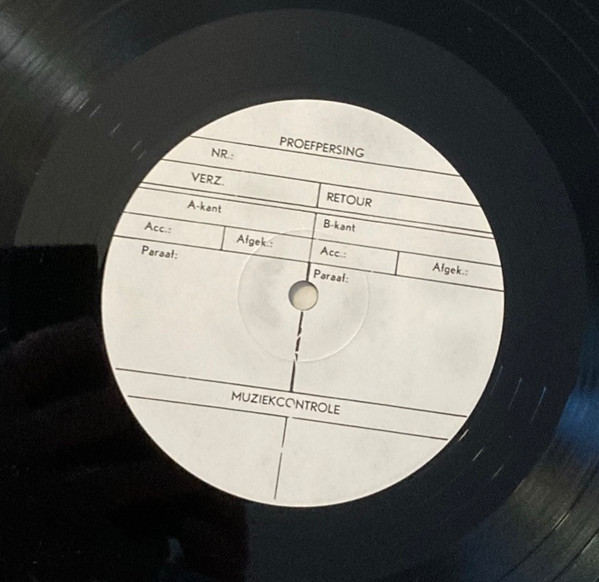 PROEFPERSING
NR.:
VERZ. RETOUR
A-kant B-kant
Acc.: Afgek.: Acc.: Afgek.:
Paraaf: Paraaf:
MUZIEKCONTROLE